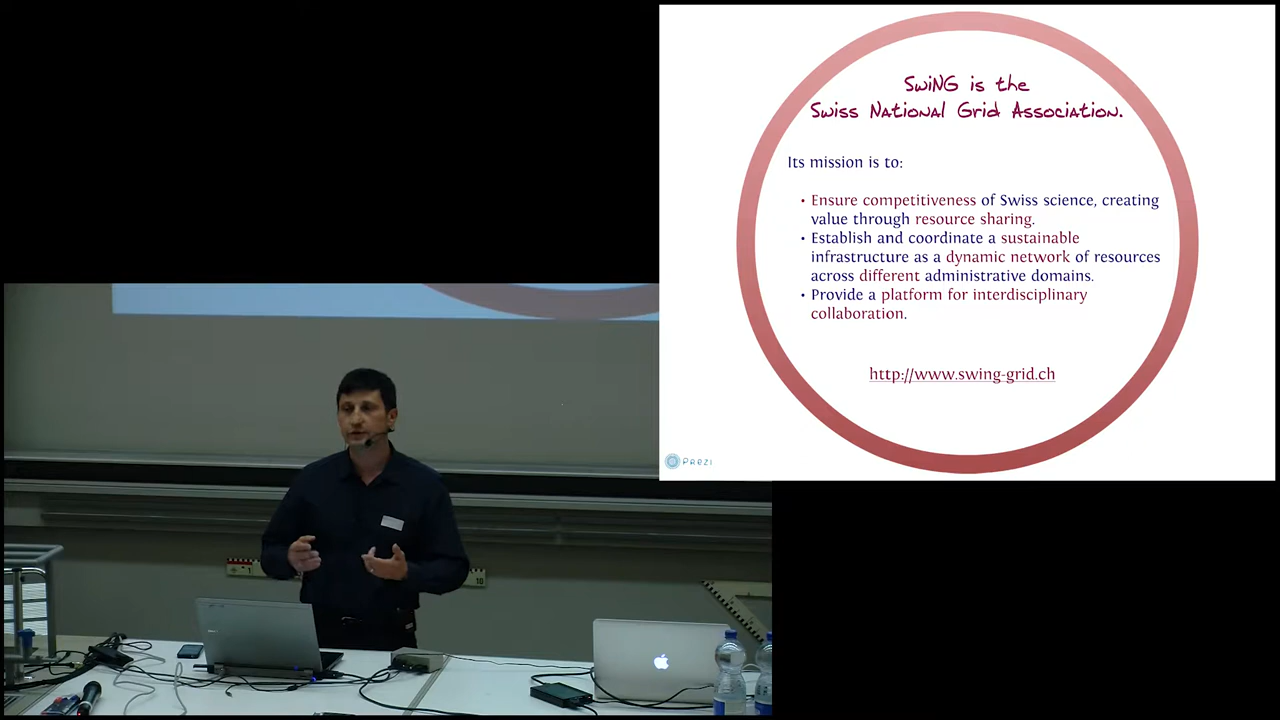 SwiNG is the
Swiss National Grid Association.
Its mission is to:
• Ensure competitiveness of Swiss science, creating
value through resource sharing.
• Establish and coordinate a sustainable
infrastructure as a dynamic network of resources
across different administrative domains.
• Provide a platform for interdisciplinary
collaboration.
http://www.swing-grid.ch
Prezi
1
10